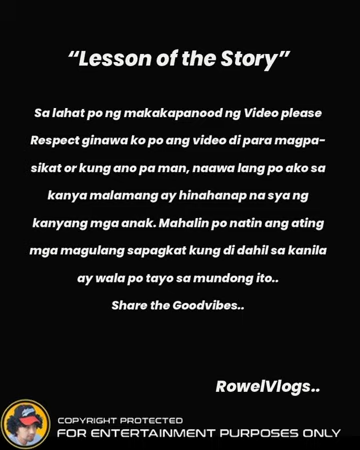 “Lesson of the Story”
Sa lahat po ng makakapanood ng Video please
Respect ginawa ko po ang video di para magpa-
sikat or kung ano pa man, naawa lang po ako sa
kanya malamang ay hinahanap na sya ng
kanyang mga anak. Mahalin po natin ang ating
mga magulang sapagkat kung di dahil sa kanila
ay wala po tayo sa mundong ito..
Share the Goodvibes..
RowelVlogs..
COPYRIGHT PROTECTED
FOR ENTERTAINMENT PURPOSES ONLY